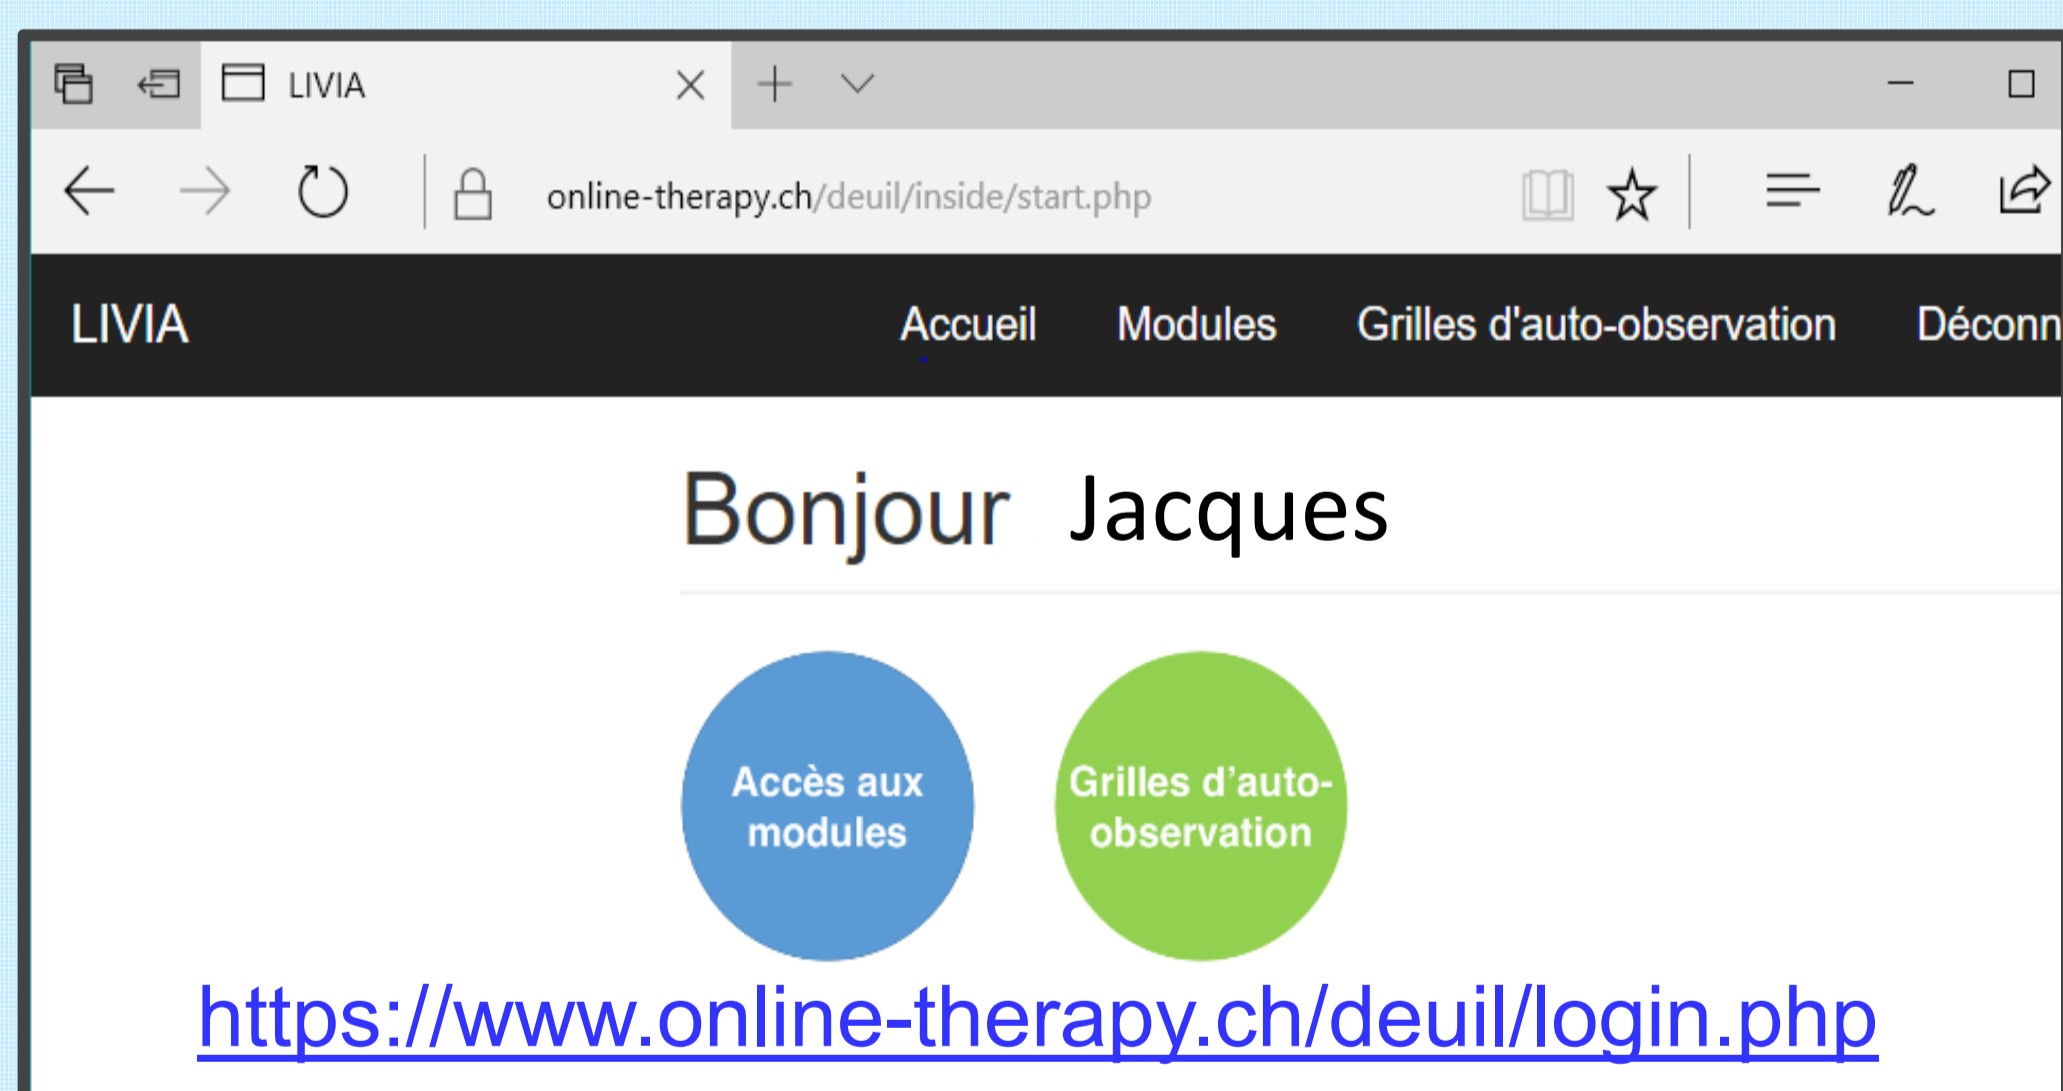 LIVIA
online-therapy.ch/deuil/inside/start.php
LIVIA Accueil Modules Grilles d'auto-observation Déconn
Bonjour Jacques
Accès aux
modules
Grilles d’auto-
observation
https://www.online-therapy.ch/deuil/login.php